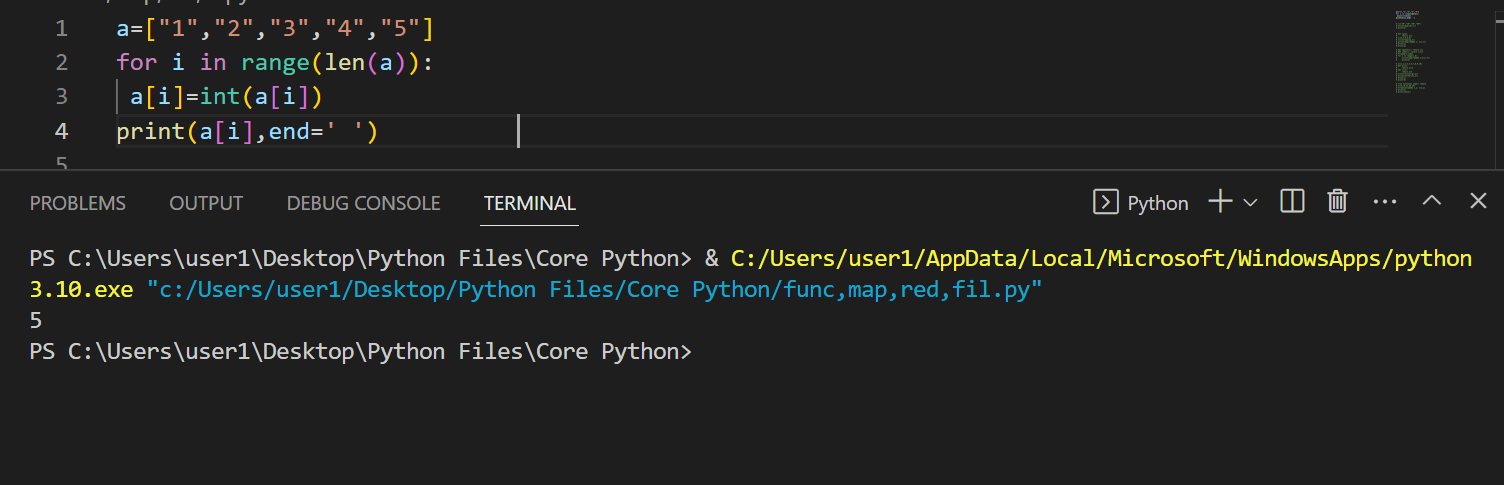 1 a=["1","2","3","4","5"]
2 for i in range(len(a)):
3 a[i]=int(a[i])
4 print(a[i],end=' ')
5
PROBLEMS OUTPUT DEBUG CONSOLE TERMINAL Python
PS C:\Users\user1\Desktop\Python Files\Core Python> & C:/Users/user1/AppData/Local/Microsoft/WindowsApps/python
3.10.exe "c:/Users/user1/Desktop/Python Files/Core Python/func,map,red,fil.py"
5
PS C:\Users\user1\Desktop\Python Files\Core Python>